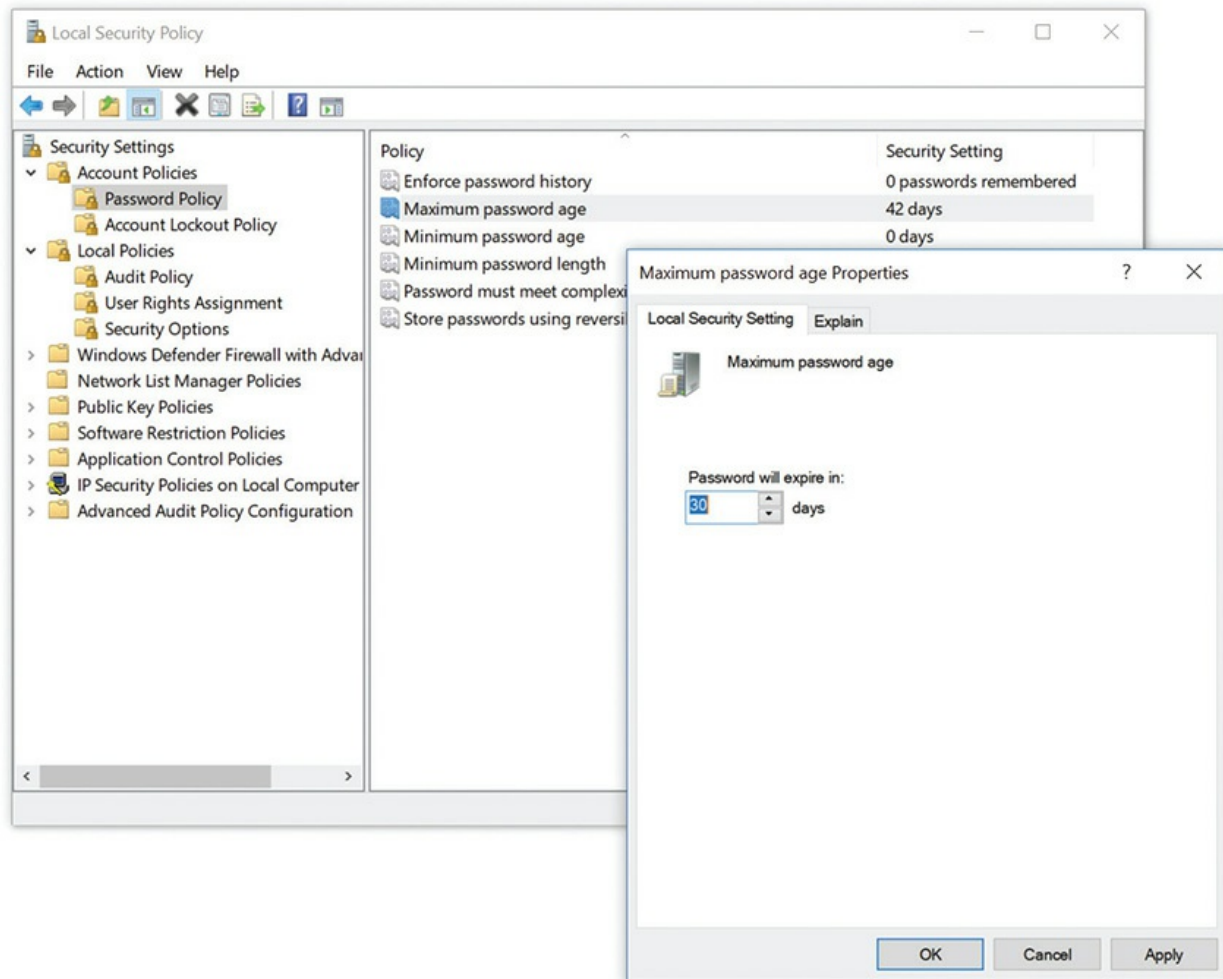 Local Security Policy
File Action View Help
Security Settings
Account Policies
Password Policy
Account Lockout Policy
Local Policies
Audit Policy
User Rights Assignment
Security Options
Windows Defender Firewall with Advar
Network List Manager Policies
Public Key Policies
Software Restriction Policies
Application Control Policies
IP Security Policies on Local Computer
Advanced Audit Policy Configuration
Policy Security Setting
Enforce password history 0 passwords remembered
Maximum password age 42 days
Minimum password age 0 days
Minimum password length
Password must meet complexi
Store passwords using reversil
Maximum password age Properties ?
Local Security Setting Explain
Maximum password age
Password will expire in:
30 days
OK Cancel Apply